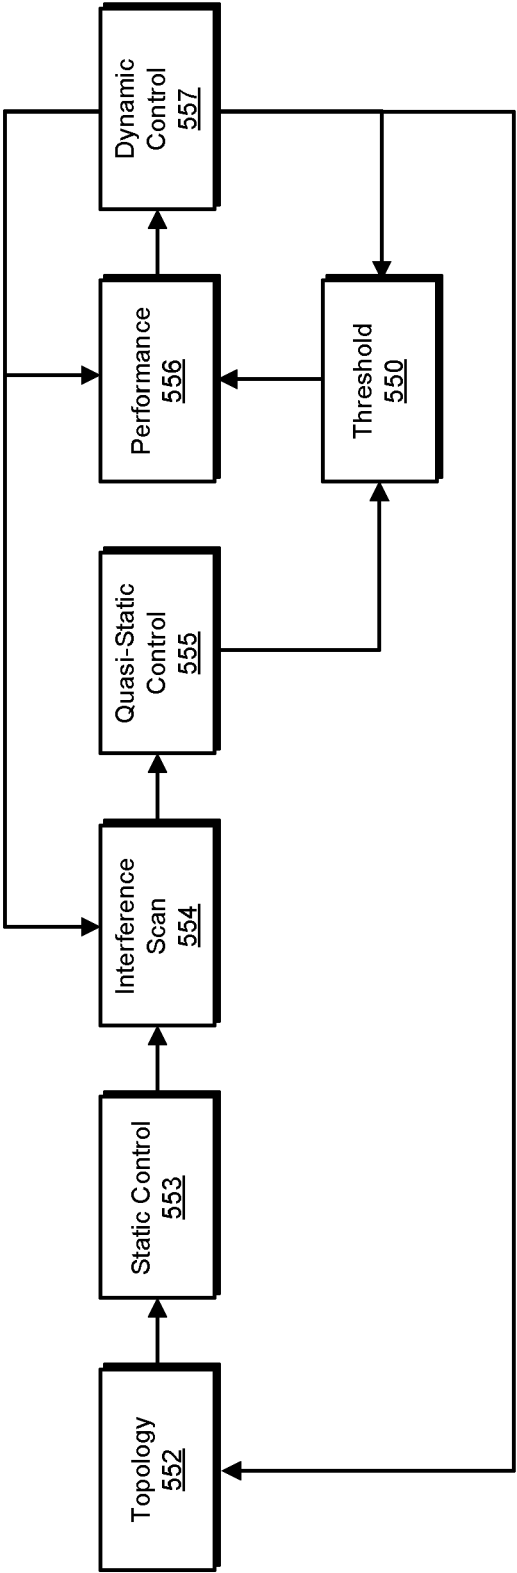 Topology
552
Static Control
553
Interference
Scan
554
Quasi-Static
Control
555
Performance
556
Dynamic
Control
557
Threshold
550